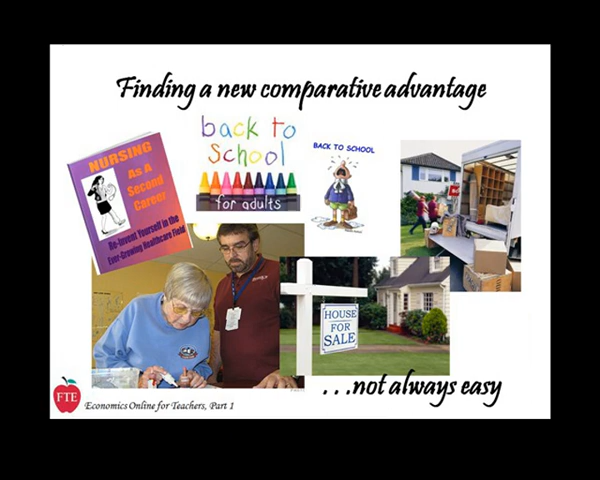 Finding a new comparative advantage
back to
school
for adults
BACK TO SCHOOL
NURSING
As A
Second
Career
Re-Invent Yourself in the
Ever-Growing Healthcare Field
HOUSE
FOR
SALE
. . .not always easy
FTE
Economics Online for Teachers, Part 1